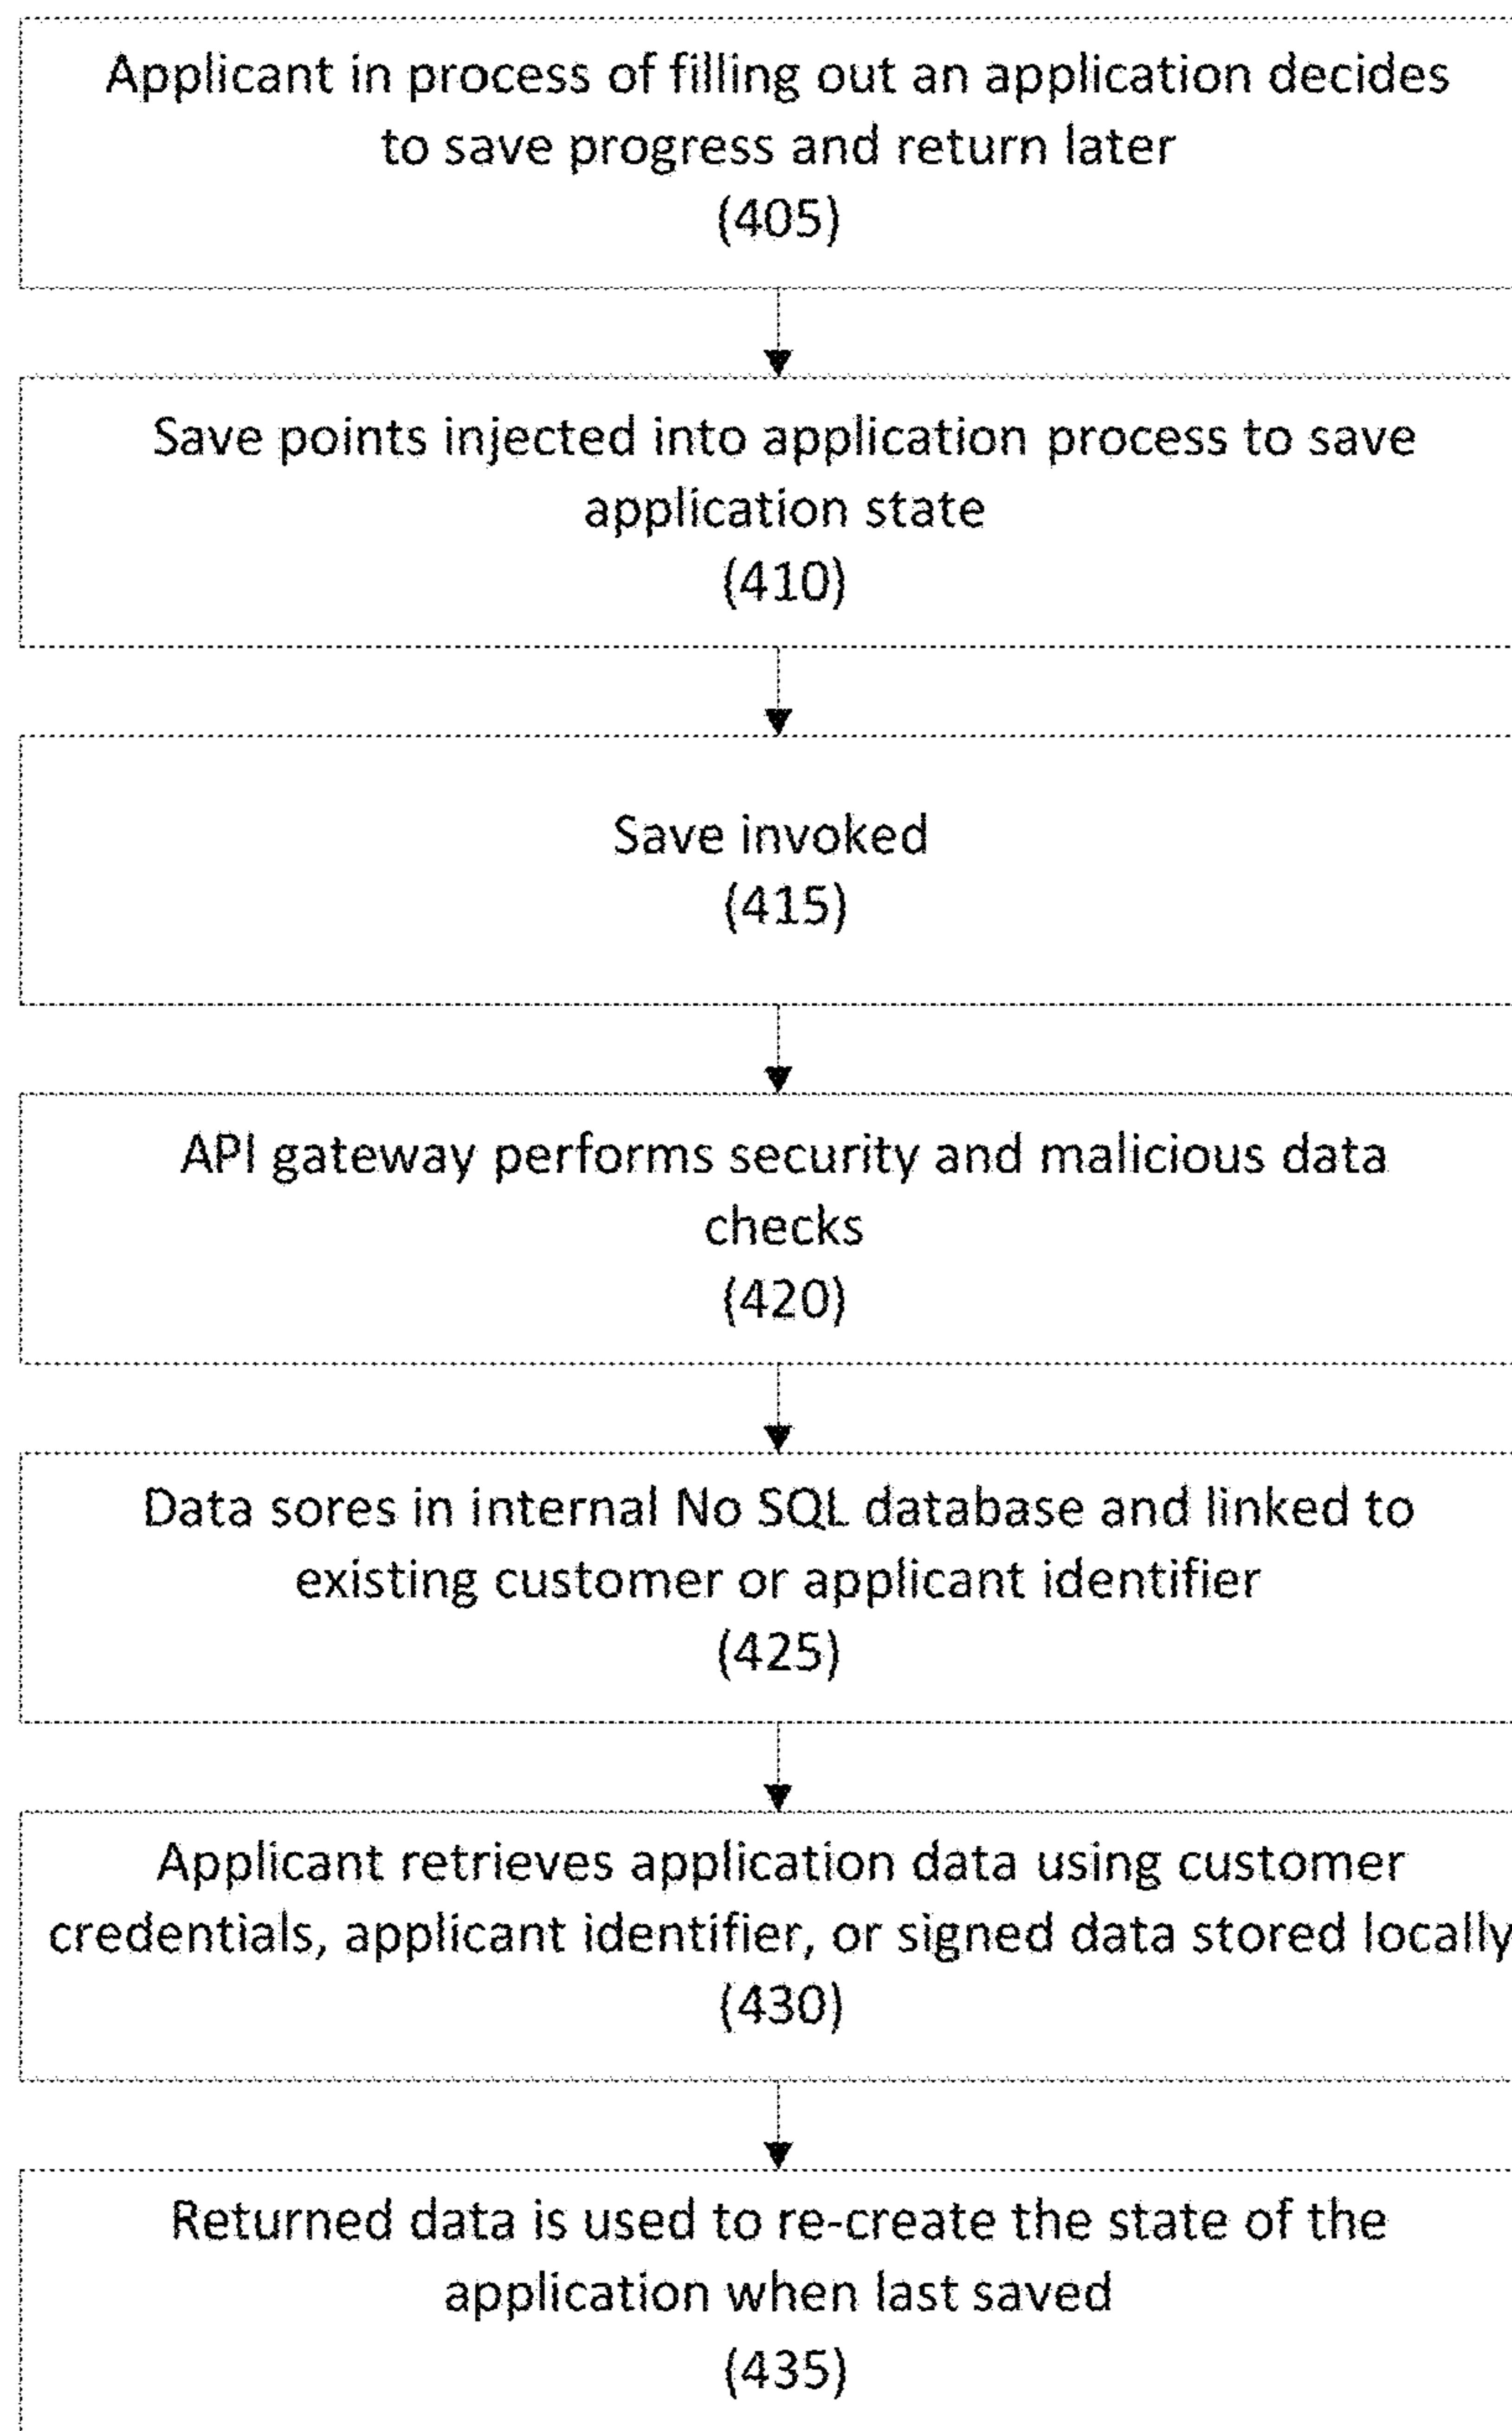 Applicant in process of filling out an application decides
to save progress and return later
(405)
Save points injected into application process to save
application state
(410)
Save invoked
(415)
API gateway performs security and malicious data
checks
(420)
Data sores in internal No SQL database and linked to
existing customer or applicant identifier
(425)
Applicant retrieves application data using customer
credentials, applicant identifier, or signed data stored locally
(430)
Returned data is used to re-create the state of the
application when last saved
(435)